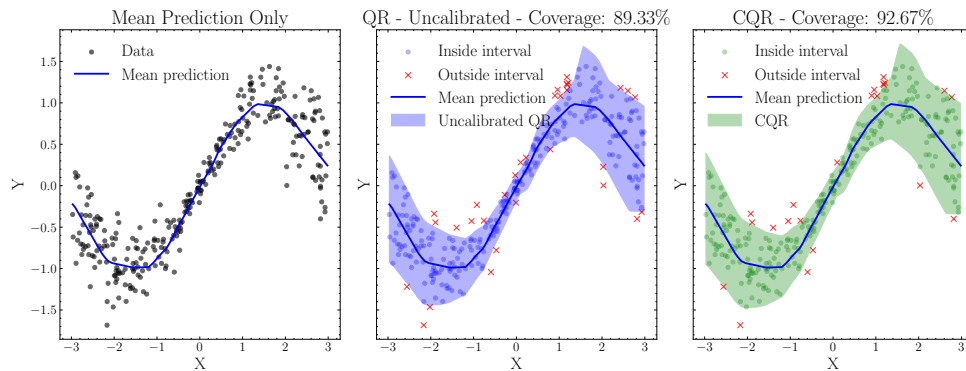 Mean Prediction Only
Data
Mean prediction
1.5
1.0
0.5
0.0
−0.5
−1.0
−1.5
Y
−3 −2 −1 0 1 2 3
X
QR - Uncalibrated - Coverage: 89.33%
Inside interval
Outside interval
Mean prediction
Uncalibrated QR
Y
−3 −2 −1 0 1 2 3
X
CQR - Coverage: 92.67%
Inside interval
Outside interval
Mean prediction
CQR
Y
−3 −2 −1 0 1 2 3
X